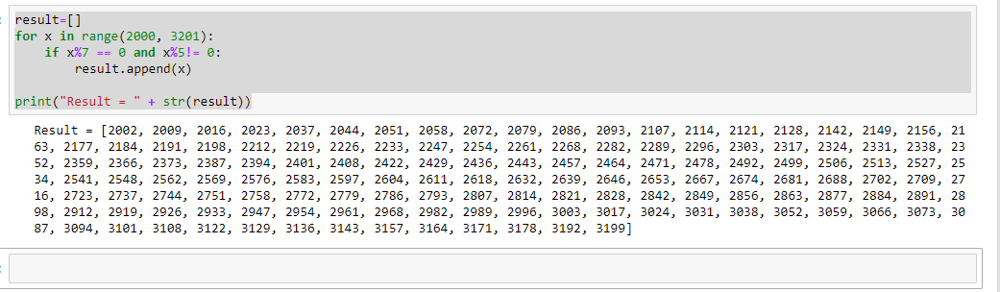 result=[]
for x in range(2000, 3201):
    if x%7 == 0 and x%5!= 0:
        result.append(x)
print("Result = " + str(result))
Result = [2002, 2009, 2016, 2023, 2037, 2044, 2051, 2058, 2072, 2079, 2086, 2093, 2107, 2114, 2121, 2128, 2142, 2149, 2156, 21
63, 2177, 2184, 2191, 2198, 2212, 2219, 2226, 2233, 2247, 2254, 2261, 2268, 2282, 2289, 2296, 2303, 2317, 2324, 2331, 2338, 23
52, 2359, 2366, 2373, 2387, 2394, 2401, 2408, 2422, 2429, 2436, 2443, 2457, 2464, 2471, 2478, 2492, 2499, 2506, 2513, 2527, 25
34, 2541, 2548, 2562, 2569, 2576, 2583, 2597, 2604, 2611, 2618, 2632, 2639, 2646, 2653, 2667, 2674, 2681, 2688, 2702, 2709, 27
16, 2723, 2737, 2744, 2751, 2758, 2772, 2779, 2786, 2793, 2807, 2814, 2821, 2828, 2842, 2849, 2856, 2863, 2877, 2884, 2891, 28
98, 2912, 2919, 2926, 2933, 2947, 2954, 2961, 2968, 2982, 2989, 2996, 3003, 3017, 3024, 3031, 3038, 3052, 3059, 3066, 3073, 30
87, 3094, 3101, 3108, 3122, 3129, 3136, 3143, 3157, 3164, 3171, 3178, 3192, 3199]